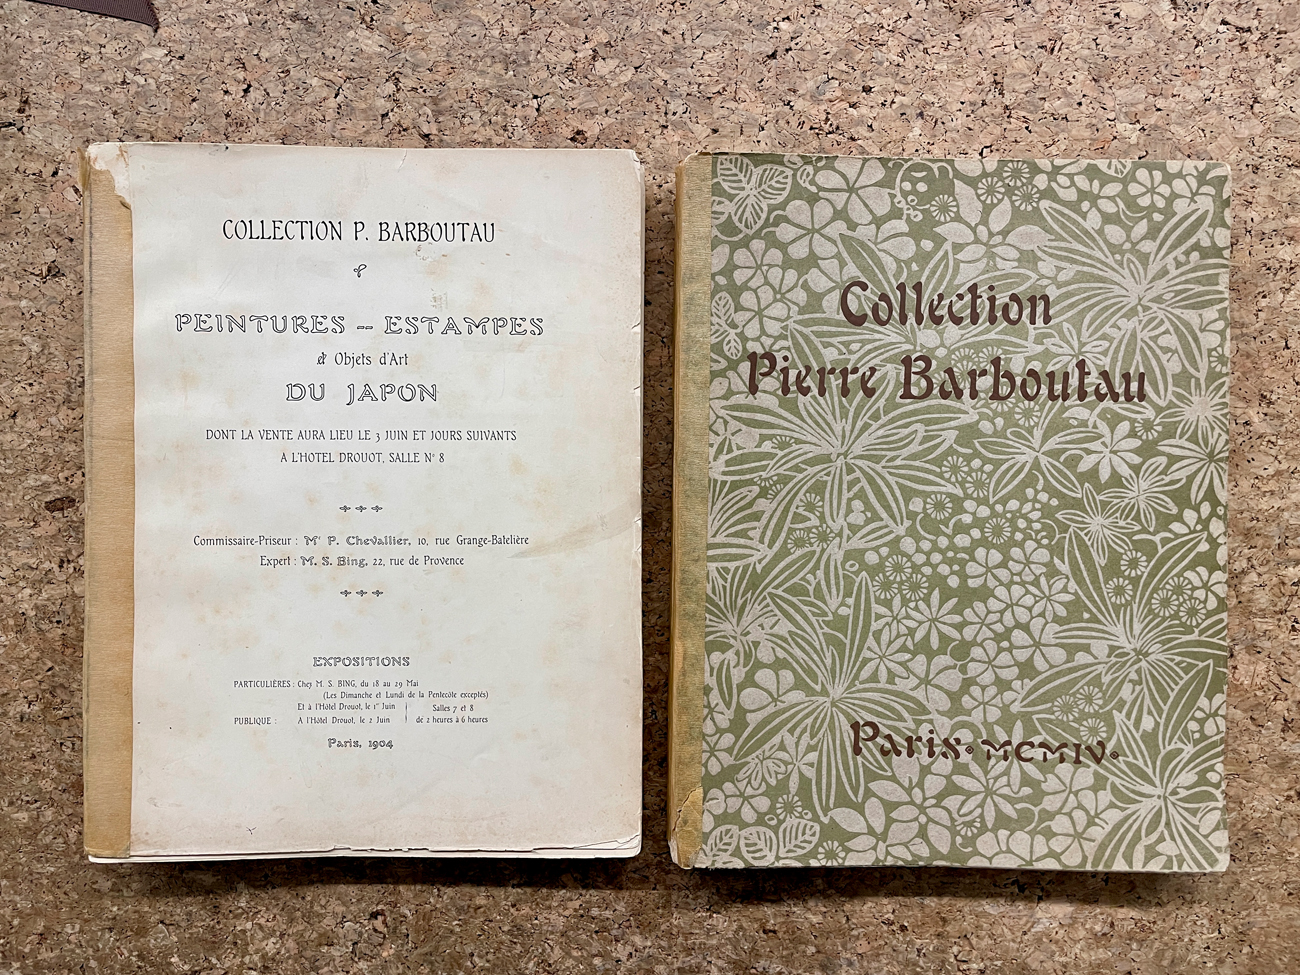 COLLECTION P. BARBOUTAU
PEINTURES -- ESTAMPES
& Objets d'Art
DU JAPON
DONT LA VENTE AURA LIEU LE 3 JUIN ET JOURS SUIVANTS
A L'HOTEL DROUOT, SALLE N° 8
Commissaire-Priseur : Mᵉ P. Chevallier, 10, rue Grange-Batelière
Expert : M. S. Bing, 22, rue de Provence
EXPOSITIONS
PARTICULIÈRES : Chez M. S. BING, du 18 au 29 Mai
(Les Dimanche et Lundi de la Pentecôte exceptés)
Et à l'Hôtel Drouot, le 1er Juin Salles 7 et 8
PUBLIQUE : A l'Hôtel Drouot, le 2 Juin de 2 heures à 6 heures
Paris, 1904
Collection
Pierre Barboutau
Paris · MCMIV ·